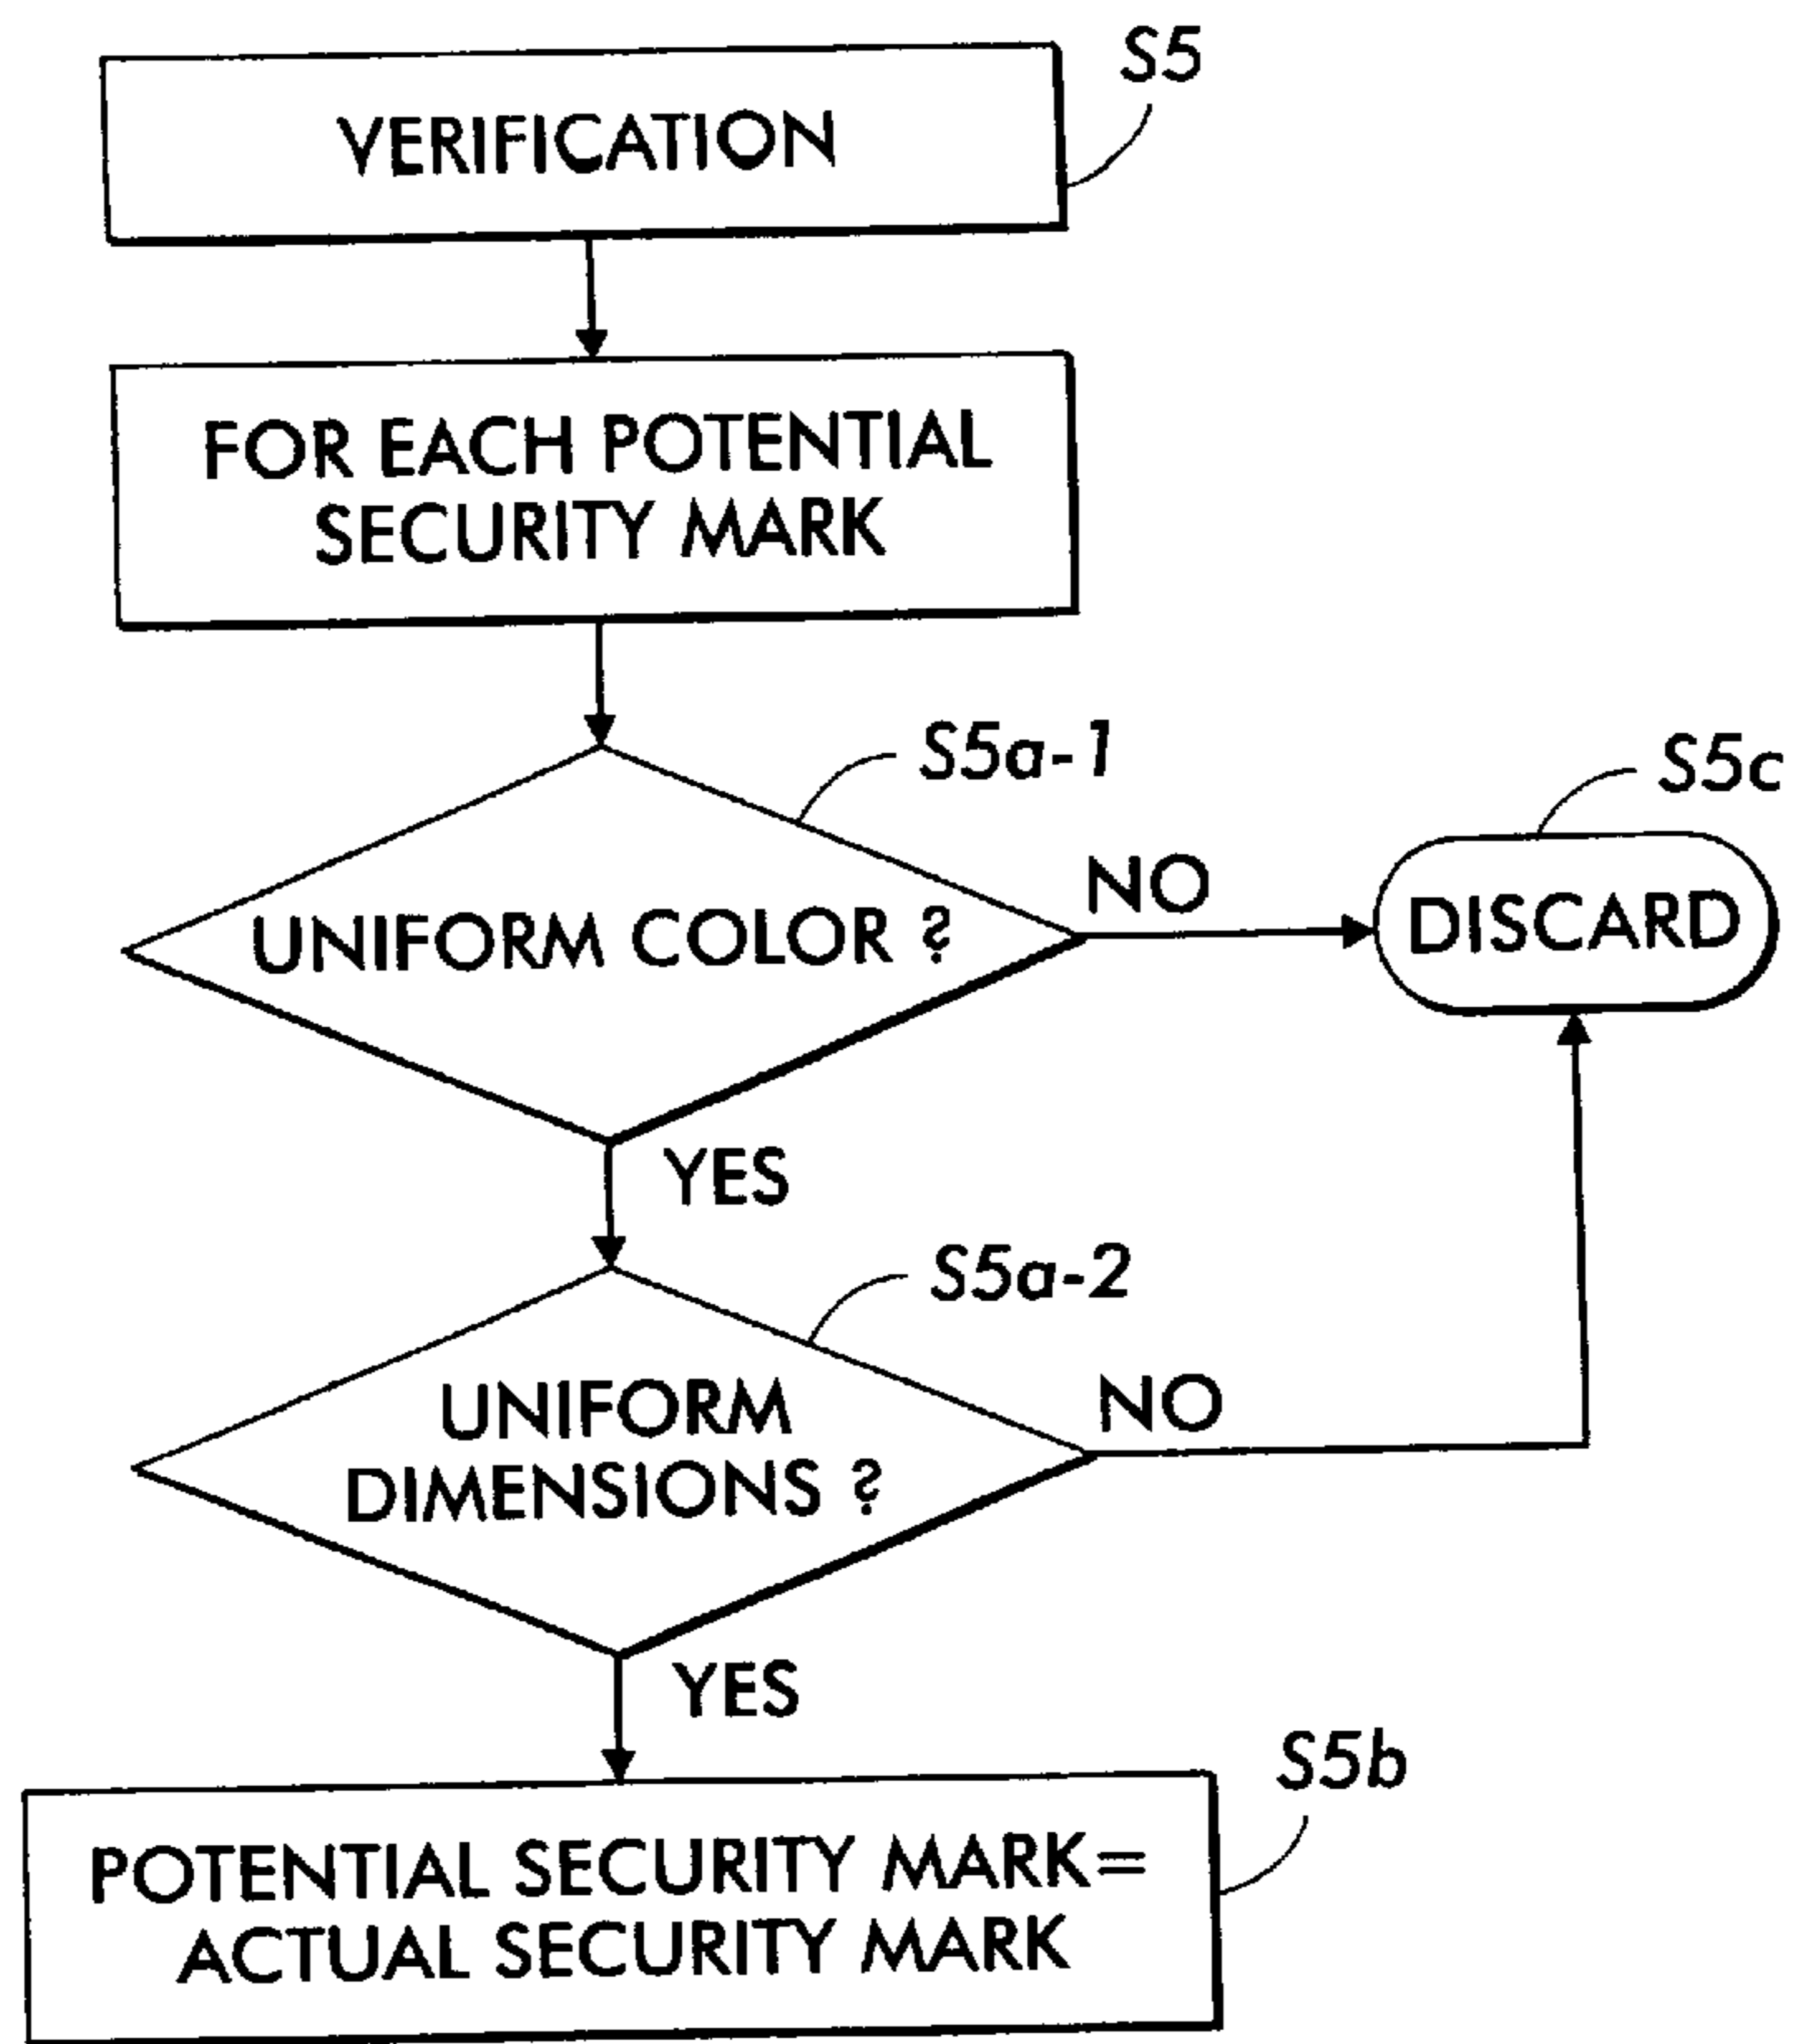 S5
VERIFICATION
FOR EACH POTENTIAL
SECURITY MARK
S5a-1
S5c
UNIFORM COLOR ?
NO
DISCARD
YES
S5a-2
UNIFORM
DIMENSIONS ?
NO
YES
S5b
POTENTIAL SECURITY MARK=
ACTUAL SECURITY MARK